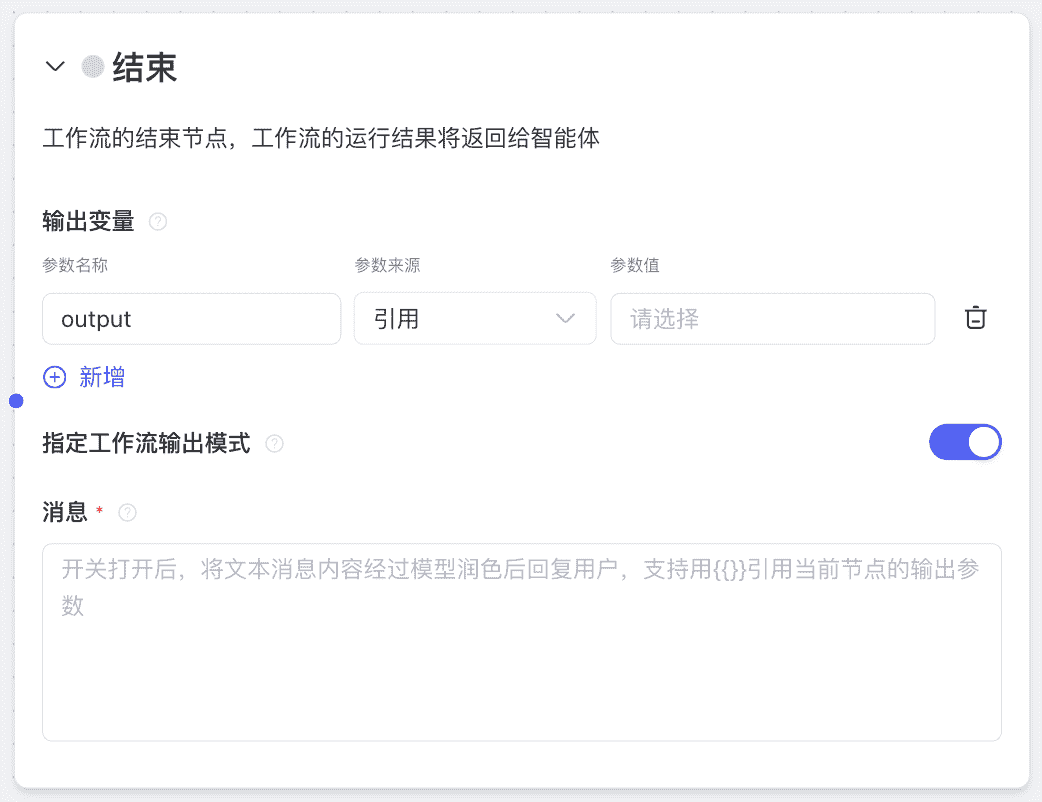 结束
工作流的结束节点，工作流的运行结果将返回给智能体
输出变量 ?
参数名称 参数来源 参数值
output 引用 请选择
新增
指定工作流输出模式 ?
消息 * ?
开关打开后，将文本消息内容经过模型润色后回复用户，支持用{{}}引用当前节点的输出参
数